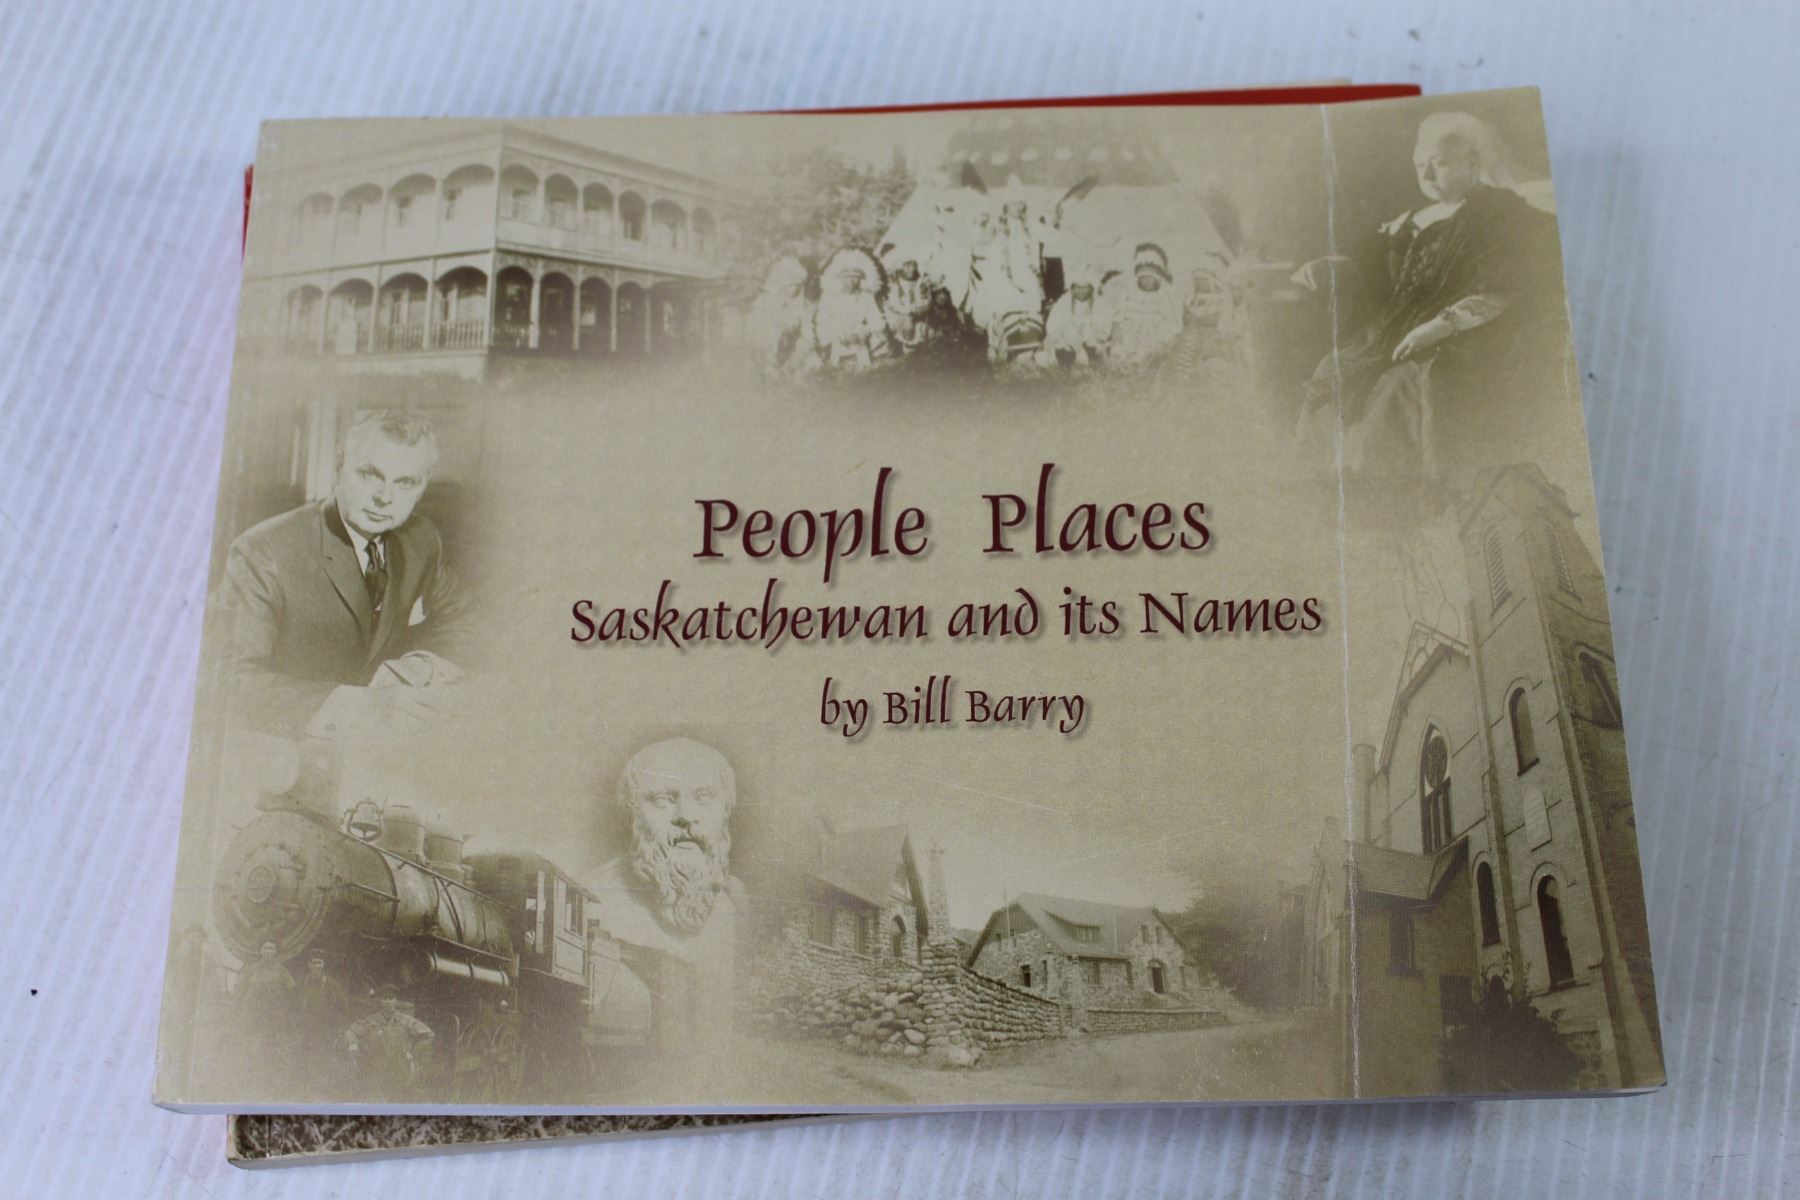 People Places
Saskatchewan and its Names
by Bill Barry